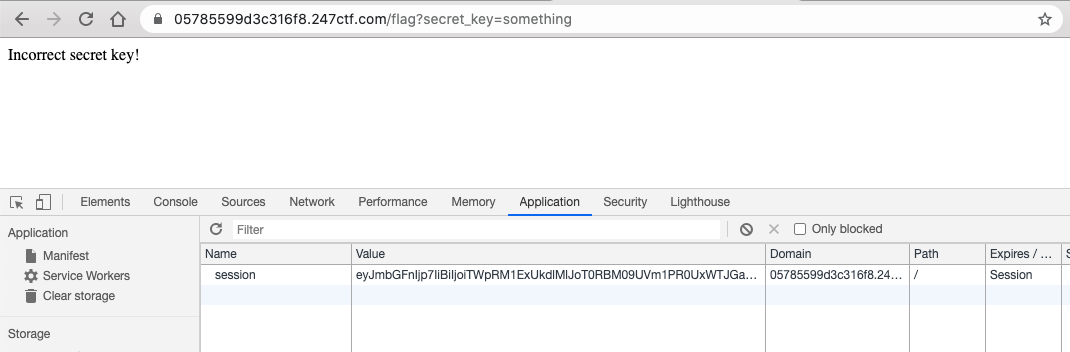 05785599d3c316f8.247ctf.com/flag?secret_key=something
Incorrect secret key!
Elements Console Sources Network Performance Memory Application Security Lighthouse
Application
Manifest
Service Workers
Clear storage
Storage
Filter Only blocked
Name Value Domain Path Expires / ... S
session eyJmbGFnIjp7IiBiIjoiTWpRM1ExUkdlMlJoT0RBM09UVm1PR0UxWTJGa... 05785599d3c316f8.24... / Session